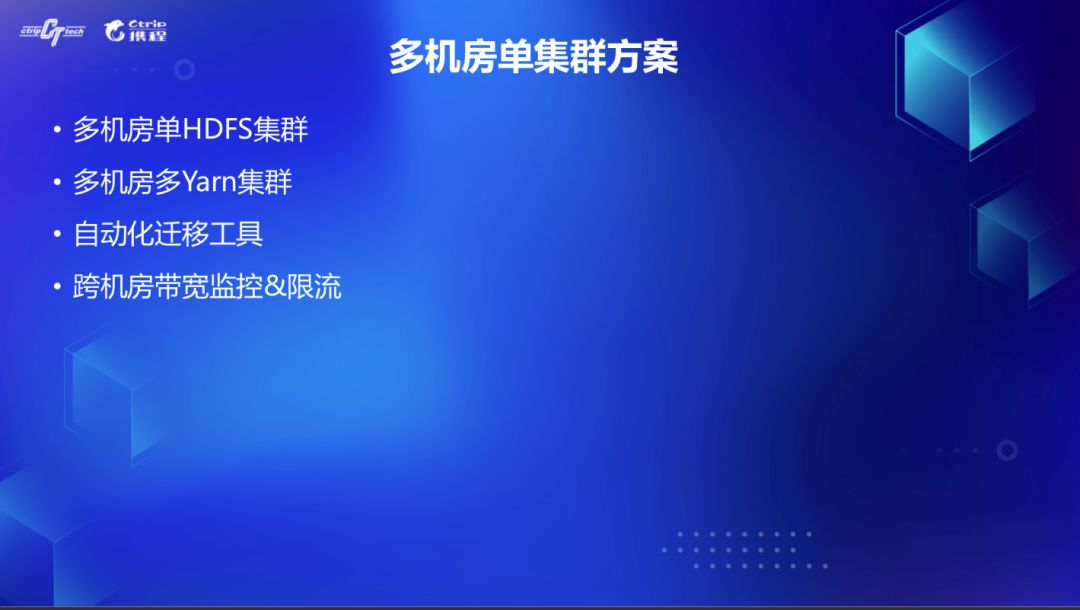 ctrip tech
Ctrip
携程
多机房单集群方案
• 多机房单HDFS集群
• 多机房多Yarn集群
• 自动化迁移工具
• 跨机房带宽监控&限流